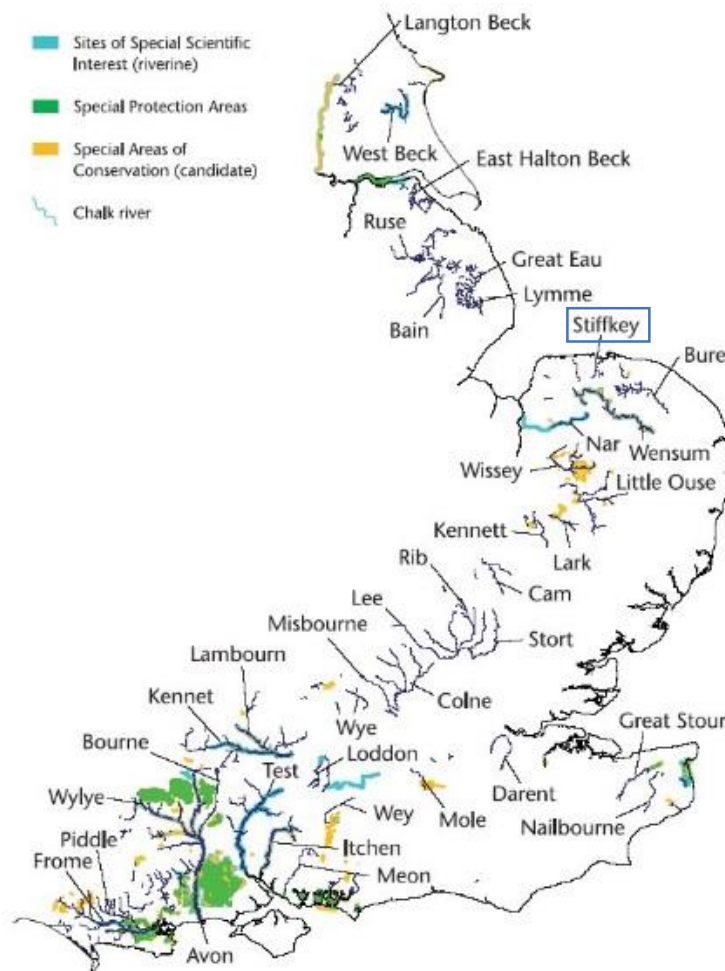 Sites of Special Scientific
Interest (riverine)
Special Protection Areas
Special Areas of
Conservation (candidate)
Chalk river
Langton Beck
West Beck
East Halton Beck
Ruse
Great Eau
Lymme
Bain
Stiffkey
Bure
Nar
Wensum
Wissey
Little Ouse
Kennett
Lark
Rib
Cam
Lee
Misbourne
Stort
Lambourn
Colne
Kennet
Wye
Great Stour
Bourne
Loddon
Test
Darent
Wylye
Wey
Mole
Nailbourne
Piddle
Itchen
Frome
Meon
Avon